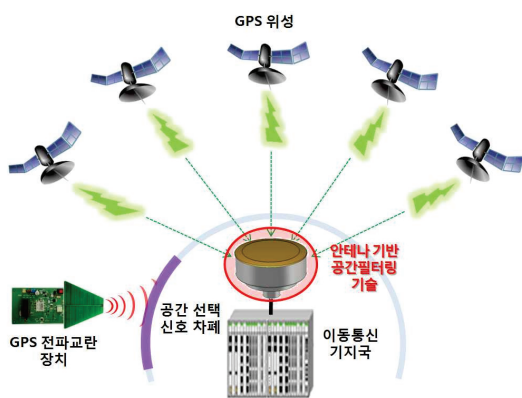 GPS 위성
안테나 기반
공간필터링
기술
공간 선택
신호 차폐
이동통신
기지국
GPS 전파교란
장치